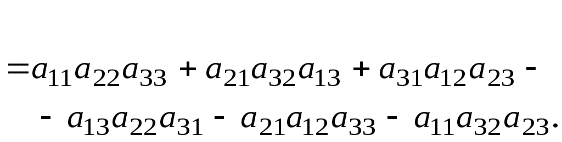 =a₁₁a₂₂a₃₃ + a₂₁a₃₂a₁₃ + a₃₁a₁₂a₂₃ -
- a₁₃a₂₂a₃₁ - a₂₁a₁₂a₃₃ - a₁₁a₃₂a₂₃.